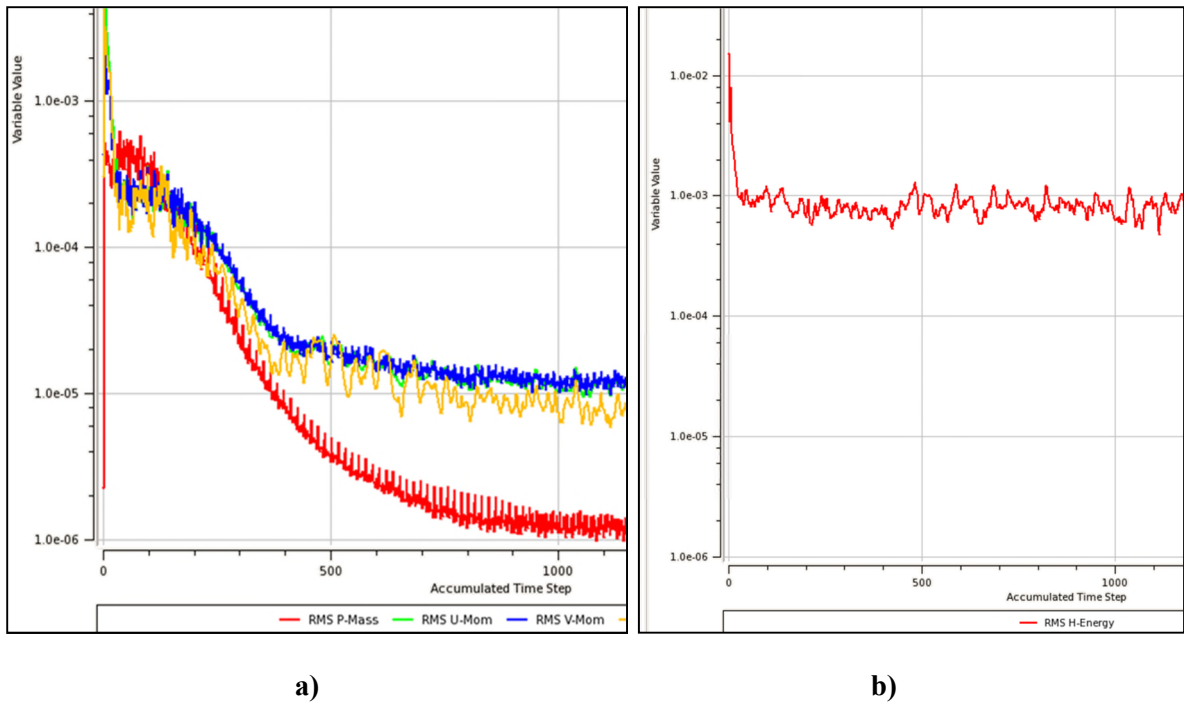 Variable Value
1.0e-03
1.0e-04
1.0e-05
1.0e-06
0
500
1000
Accumulated Time Step
RMS P-Mass RMS U-Mom RMS V-Mom
Variable Value
1.0e-02
1.0e-03
1.0e-04
1.0e-05
1.0e-06
0
500
1000
Accumulated Time Step
RMS H-Energy
a)
b)